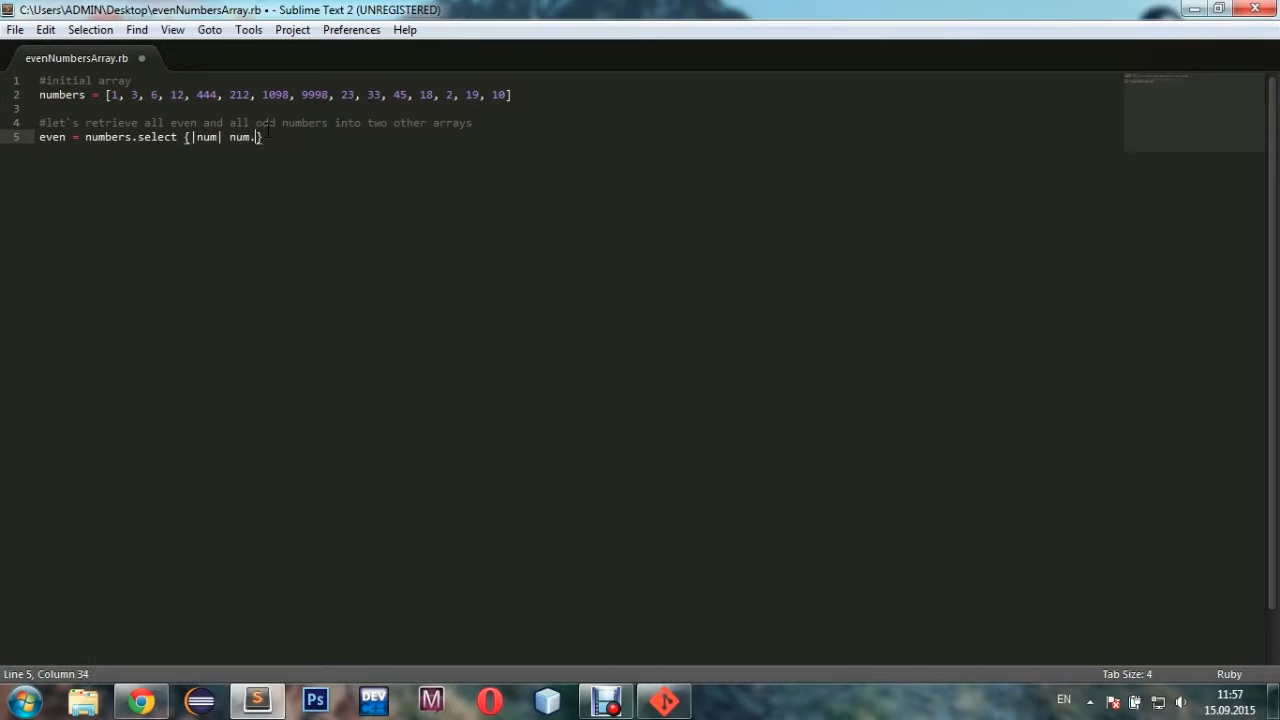 C:\Users\ADMIN\Desktop\evenNumbersArray.rb • - Sublime Text 2 (UNREGISTERED)
File Edit Selection Find View Goto Tools Project Preferences Help
evenNumbersArray.rb
1 #initial array
2 numbers = [1, 3, 6, 12, 444, 212, 1098, 9998, 23, 33, 45, 18, 2, 19, 10]
3
4 #let`s retrieve all even and all odd numbers into two other arrays
5 even = numbers.select {|num| num.}
Line 5, Column 34 Tab Size: 4 Ruby
Ps DEV M EN 11:57
15.09.2015